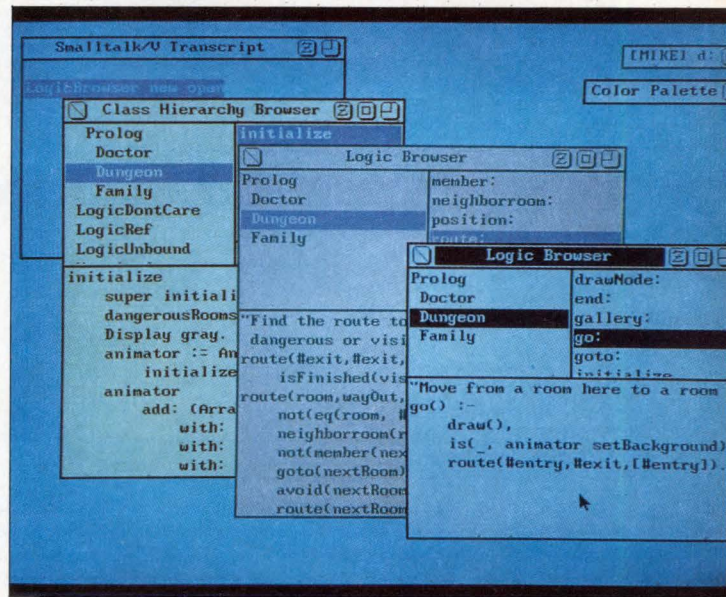 Smalltalk/V Transcript
LogicBrowser new open
[MIKE] d:
Color Palette
Class Hierarchy Browser
Prolog
Doctor
Dungeon
Family
LogicDontCare
LogicRef
LogicUnbound
initialize
initialize
super initiali
dangerousRooms
Display gray.
animator := An
initialize
animator
add: (Arra
with:
with:
with:
Logic Browser
Prolog
Doctor
Dungeon
Family
member:
neighborroom:
position:
route:
"Find the route to
dangerous or visi
route(#exit,#exit,
isFinished(vis
route(room,wayOut,
not(eq(room, #
neighborroom(r
not(member(nex
goto(nextRoom)
avoid(nextRoom
route(nextRoom
Logic Browser
Prolog
Doctor
Dungeon
Family
drawNode:
end:
gallery:
go:
goto:
initialize
"Move from a room here to a room
go() :-
draw(),
is(_, animator setBackground)
route(#entry,#exit,[#entry]).